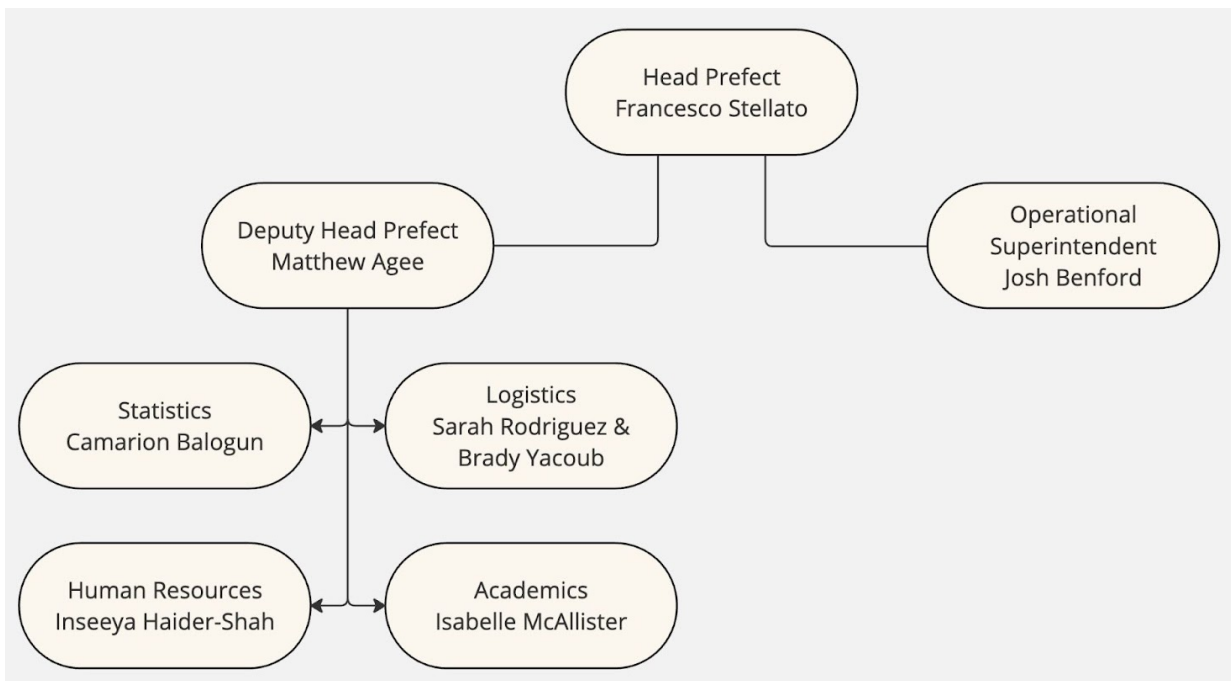 Head Prefect
Francesco Stellato
Deputy Head Prefect
Matthew Agee
Operational
Superintendent
Josh Benford
Statistics
Camarion Balogun
Logistics
Sarah Rodriguez &
Brady Yacoub
Human Resources
Inseeya Haider-Shah
Academics
Isabelle McAllister